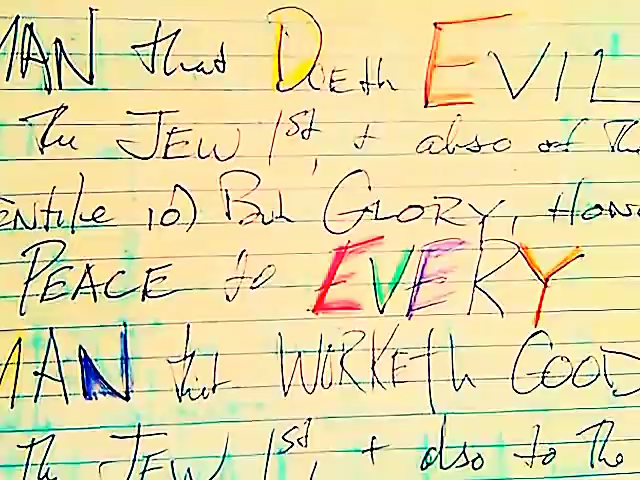 MAN that DOETH EVIL
The JEW 1st, + also of The
entile 10) But GLORY, HONO
PEACE to EVERY
MAN that WORKETH GOOD
The JEW 1st, + also to The